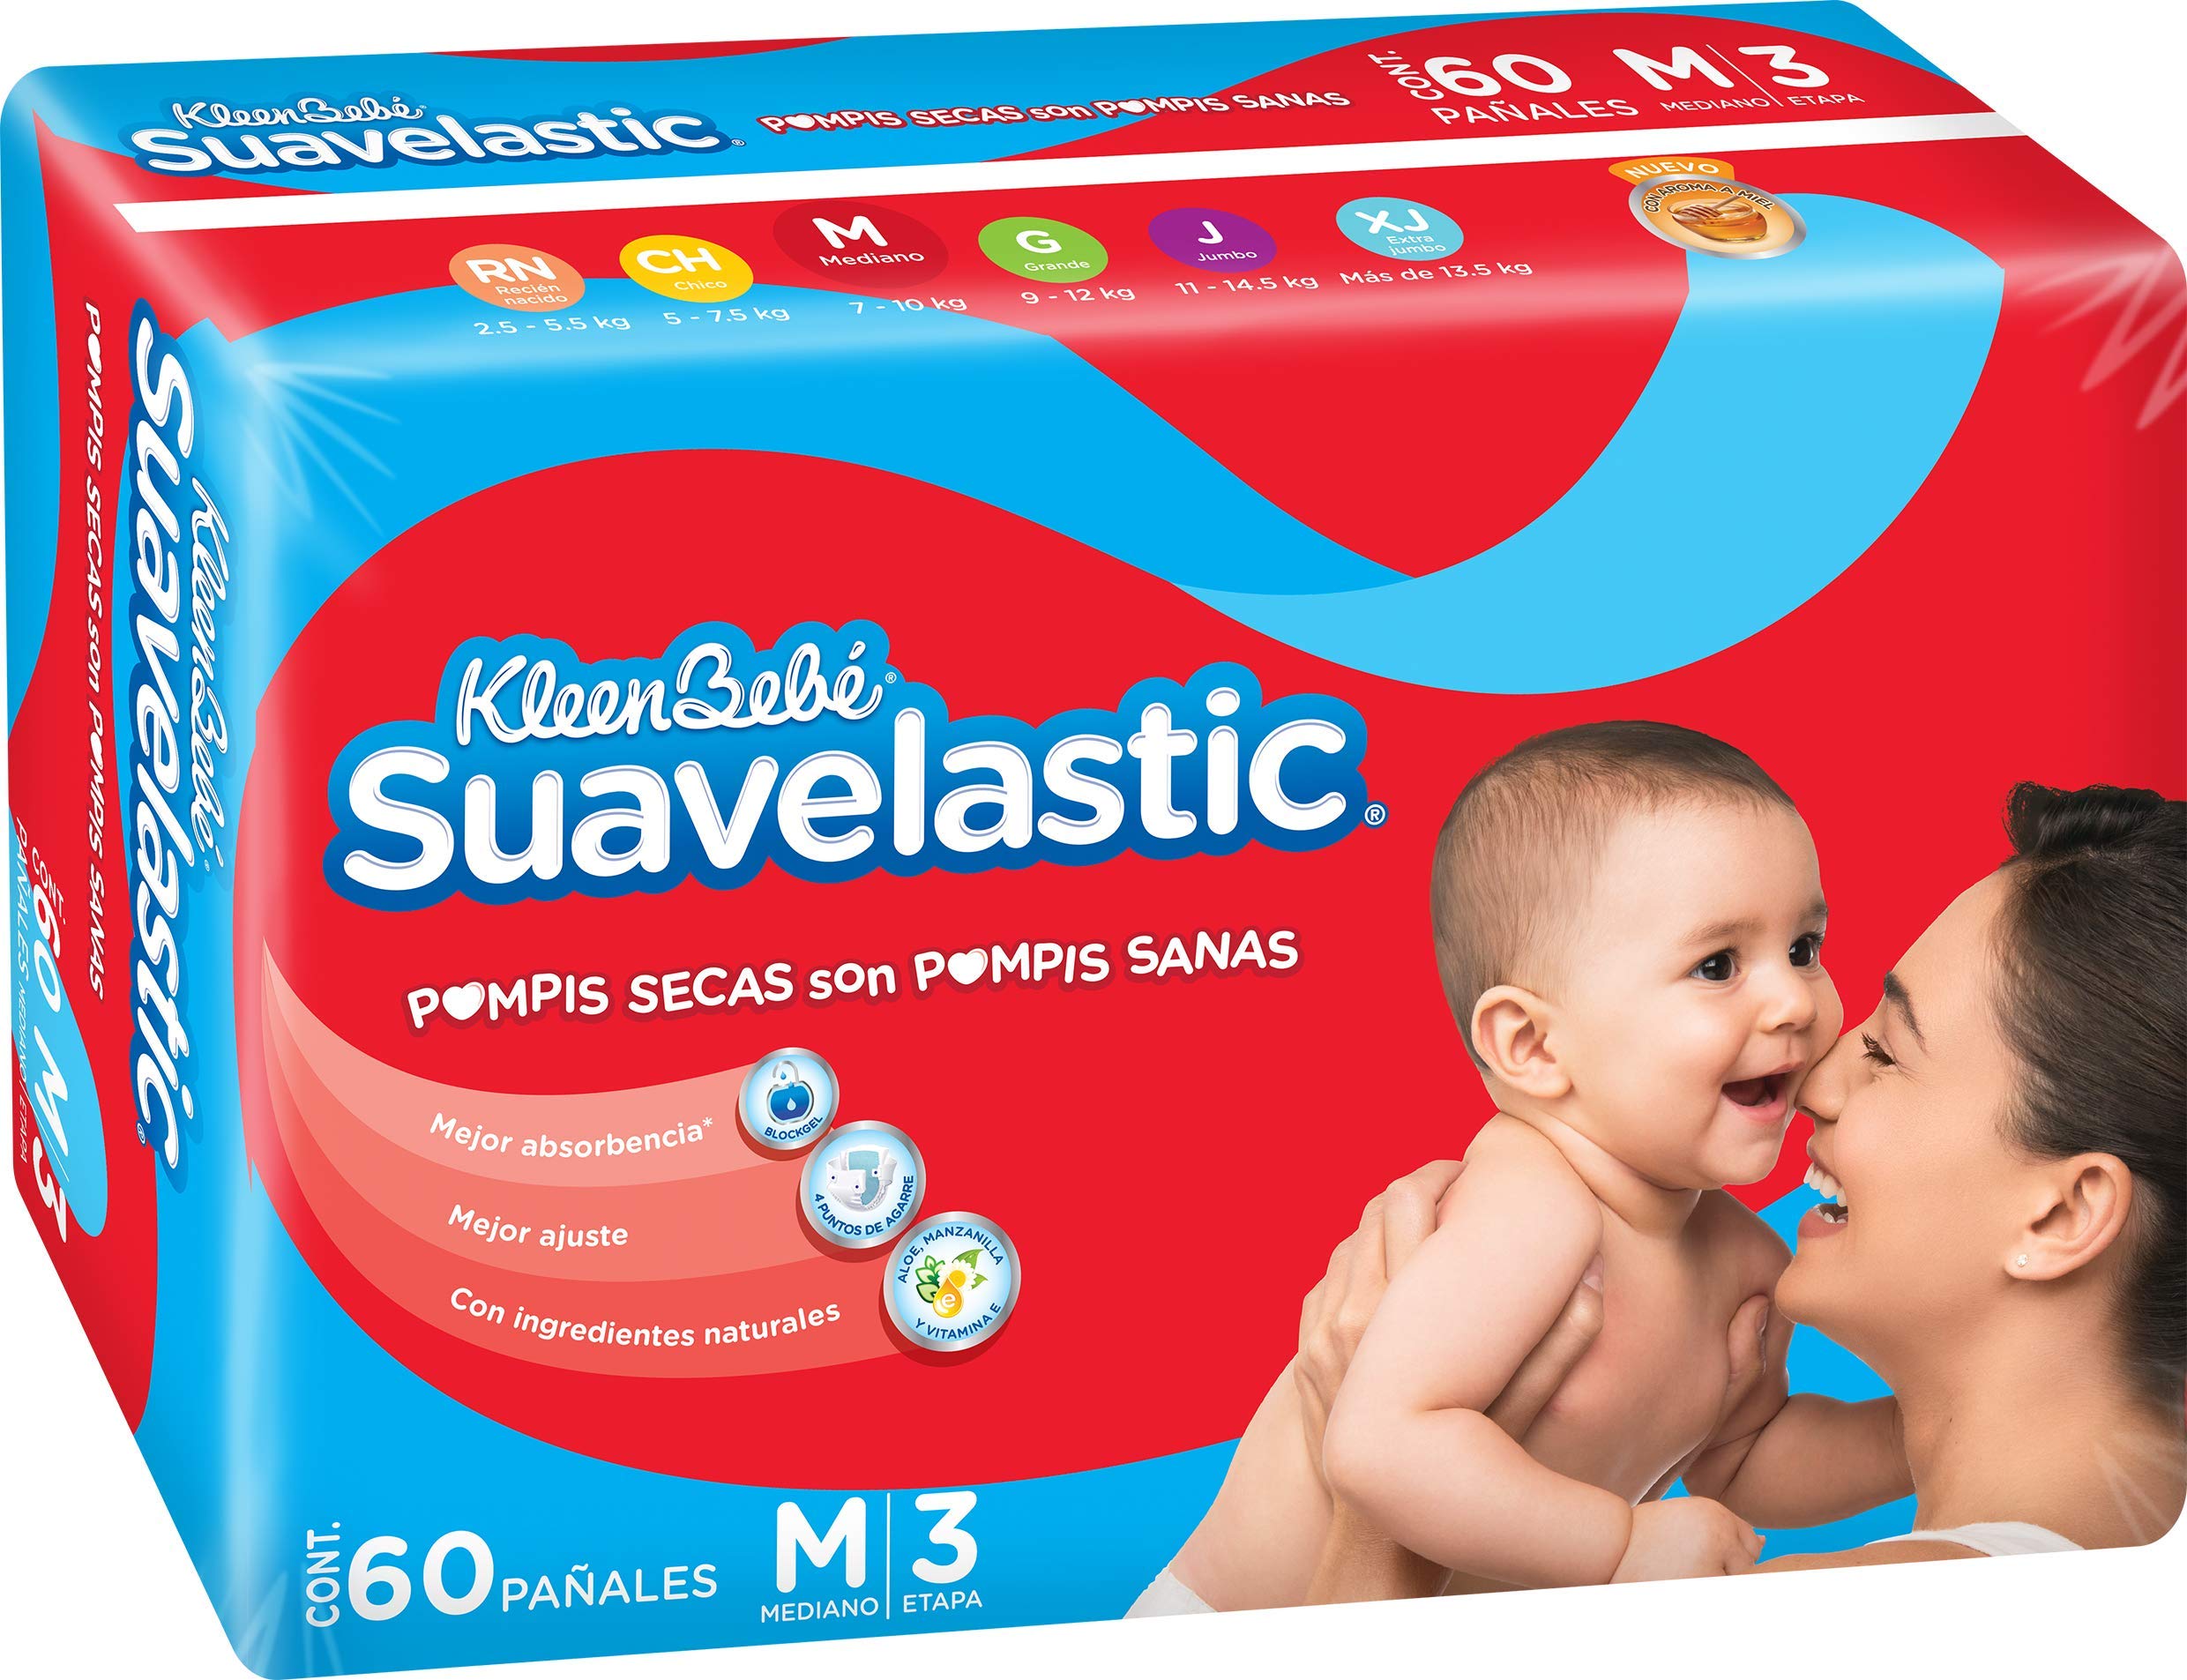 KleenBebé®
Suavelastic®
POMPIS SECAS son POMPIS SANAS
CONT. 60 PAÑALES
M MEDIANO | 3 ETAPA
RN Recién nacido
2.5 - 5.5 kg
CH Chico
5 - 7.5 kg
M Mediano
7 - 10 kg
G Grande
9 - 12 kg
J Jumbo
11 - 14.5 kg
XJ Extra jumbo
Más de 13.5 kg
NUEVO
CON AROMA A MIEL
KleenBebé®
Suavelastic®
POMPIS SECAS son POMPIS SANAS
CONT. 60 PAÑALES
M MEDIANO | 3 ETAPA
KleenBebé®
Suavelastic®
POMPIS SECAS son POMPIS SANAS
Mejor absorbencia*
BLOCKGEL
Mejor ajuste
4 PUNTOS DE AGARRE
Con ingredientes naturales
ALOE, MANZANILLA
Y VITAMINA E
e
CONT. 60 PAÑALES
M MEDIANO | 3 ETAPA